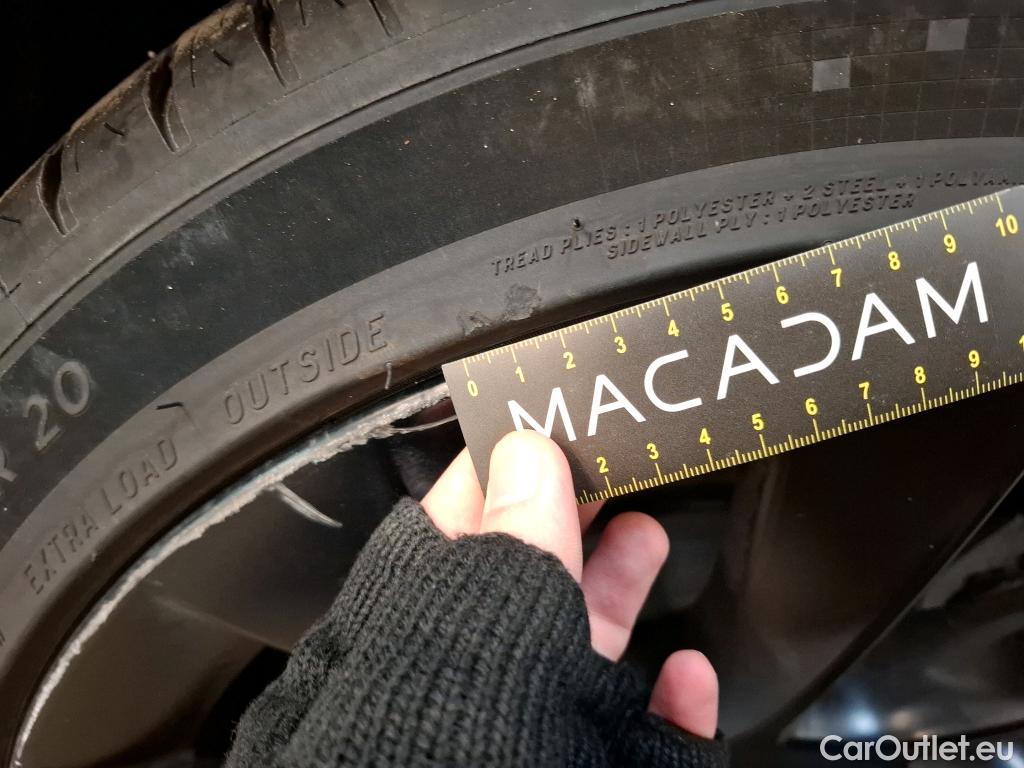 TREAD PLIES : 1 POLYESTER + 2 STEEL + 1 POLYAM
SIDEWALL PLY : 1 POLYESTER
R 20
EXTRA LOAD OUTSIDE
0 1 2 3 4 5 6 7 8 9 10
MACADAM
2 3 4 5 6 7 8 9 1
CarOutlet.eu